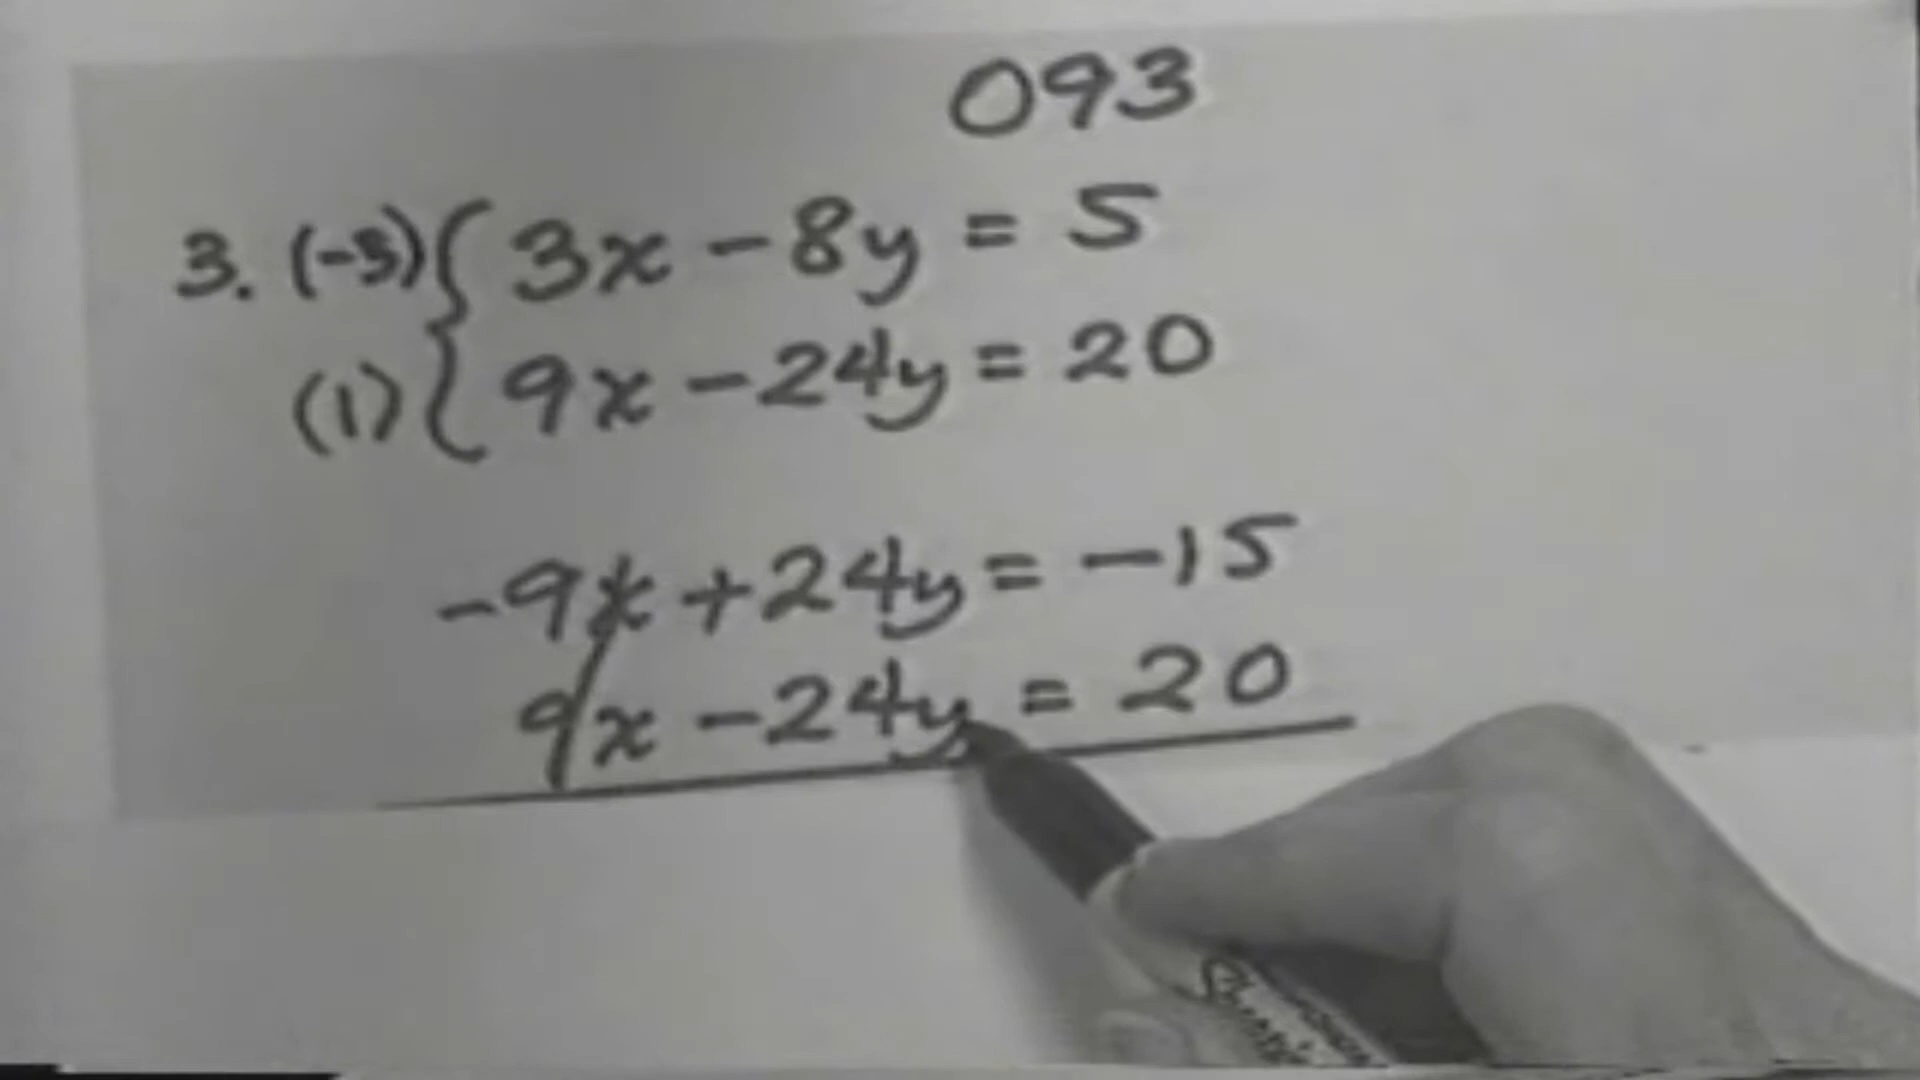 093
3. (-3) { 3x - 8y = 5
(1) { 9x - 24y = 20
-9x + 24y = -15
9x - 24y = 20